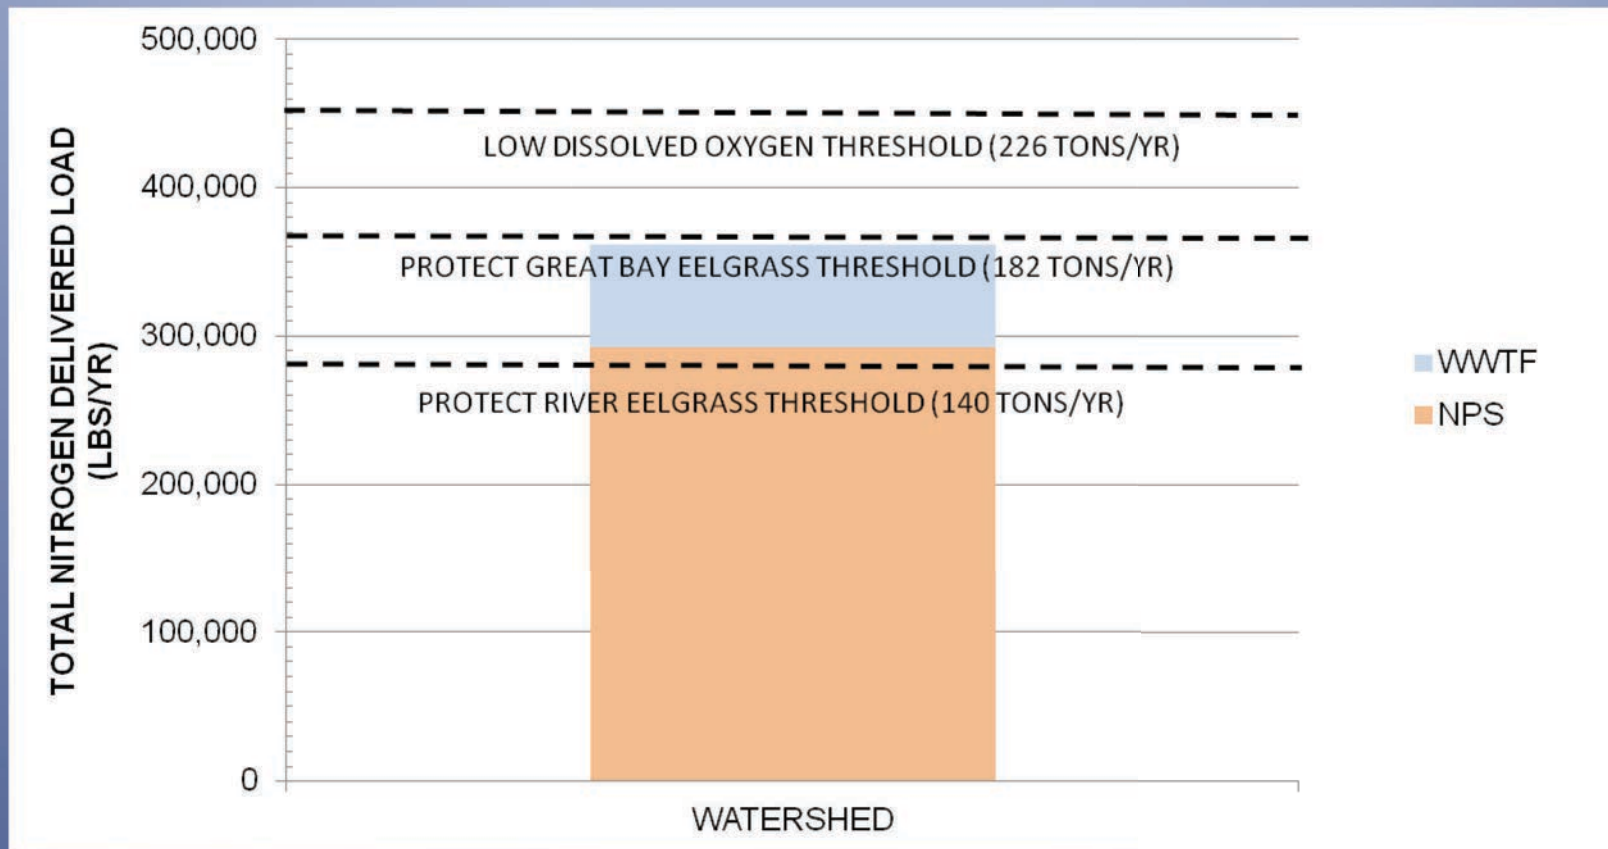 TOTAL NITROGEN DELIVERED LOAD
(LBS/YR)
500,000
400,000
300,000
200,000
100,000
0
LOW DISSOLVED OXYGEN THRESHOLD (226 TONS/YR)
PROTECT GREAT BAY EELGRASS THRESHOLD (182 TONS/YR)
PROTECT RIVER EELGRASS THRESHOLD (140 TONS/YR)
WATERSHED
WWTF
NPS